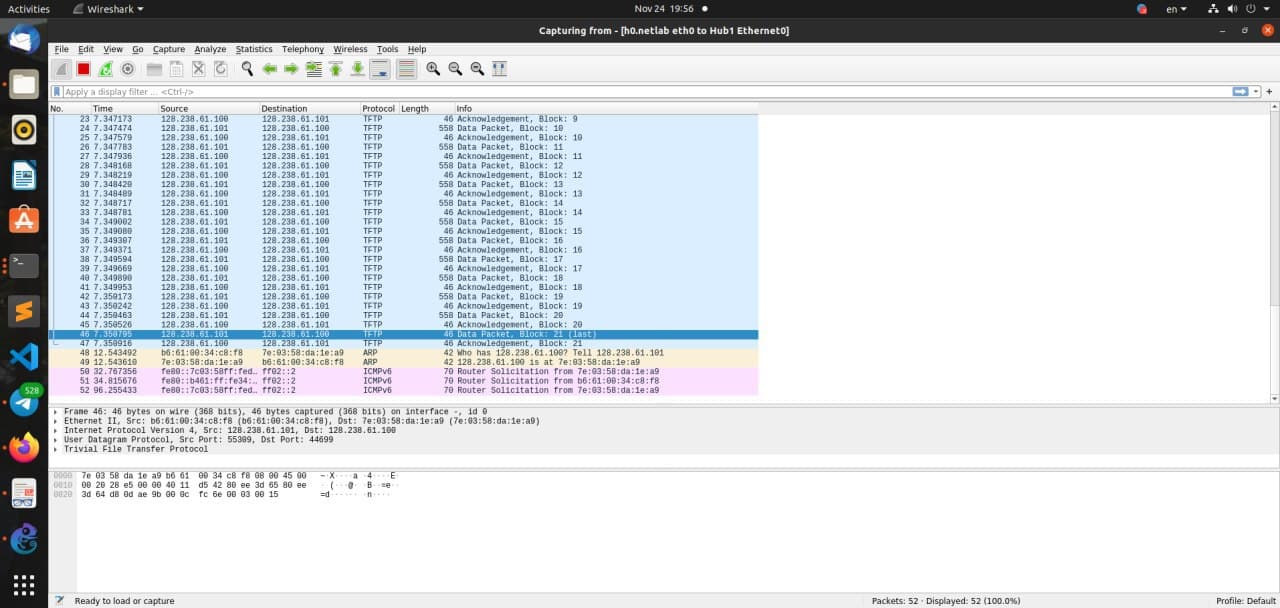 Activities Wireshark Nov 24 19:56 en
Capturing from - [h0.netlab eth0 to Hub1 Ethernet0]
File Edit View Go Capture Analyze Statistics Telephony Wireless Tools Help
Apply a display filter ... <Ctrl-/>
No. Time Source Destination Protocol Length Info
23 7.347173 128.238.61.100 128.238.61.101 TFTP 46 Acknowledgement, Block: 9
24 7.347474 128.238.61.101 128.238.61.100 TFTP 558 Data Packet, Block: 10
25 7.347579 128.238.61.100 128.238.61.101 TFTP 46 Acknowledgement, Block: 10
26 7.347783 128.238.61.101 128.238.61.100 TFTP 558 Data Packet, Block: 11
27 7.347936 128.238.61.100 128.238.61.101 TFTP 46 Acknowledgement, Block: 11
28 7.348168 128.238.61.101 128.238.61.100 TFTP 558 Data Packet, Block: 12
29 7.348219 128.238.61.100 128.238.61.101 TFTP 46 Acknowledgement, Block: 12
30 7.348420 128.238.61.101 128.238.61.100 TFTP 558 Data Packet, Block: 13
31 7.348489 128.238.61.100 128.238.61.101 TFTP 46 Acknowledgement, Block: 13
32 7.348717 128.238.61.101 128.238.61.100 TFTP 558 Data Packet, Block: 14
33 7.348781 128.238.61.100 128.238.61.101 TFTP 46 Acknowledgement, Block: 14
34 7.349002 128.238.61.101 128.238.61.100 TFTP 558 Data Packet, Block: 15
35 7.349080 128.238.61.100 128.238.61.101 TFTP 46 Acknowledgement, Block: 15
36 7.349307 128.238.61.101 128.238.61.100 TFTP 558 Data Packet, Block: 16
37 7.349371 128.238.61.100 128.238.61.101 TFTP 46 Acknowledgement, Block: 16
38 7.349594 128.238.61.101 128.238.61.100 TFTP 558 Data Packet, Block: 17
39 7.349669 128.238.61.100 128.238.61.101 TFTP 46 Acknowledgement, Block: 17
40 7.349890 128.238.61.101 128.238.61.100 TFTP 558 Data Packet, Block: 18
41 7.349953 128.238.61.100 128.238.61.101 TFTP 46 Acknowledgement, Block: 18
42 7.350173 128.238.61.101 128.238.61.100 TFTP 558 Data Packet, Block: 19
43 7.350242 128.238.61.100 128.238.61.101 TFTP 46 Acknowledgement, Block: 19
44 7.350463 128.238.61.101 128.238.61.100 TFTP 558 Data Packet, Block: 20
45 7.350526 128.238.61.100 128.238.61.101 TFTP 46 Acknowledgement, Block: 20
46 7.350795 128.238.61.101 128.238.61.100 TFTP 46 Data Packet, Block: 21 (last)
47 7.350916 128.238.61.100 128.238.61.101 TFTP 46 Acknowledgement, Block: 21
48 12.543492 b6:61:00:34:c8:f8 7e:03:58:da:1e:a9 ARP 42 Who has 128.238.61.100? Tell 128.238.61.101
49 12.543610 7e:03:58:da:1e:a9 b6:61:00:34:c8:f8 ARP 42 128.238.61.100 is at 7e:03:58:da:1e:a9
50 32.767356 fe80::7c03:58ff:fed… ff02::2 ICMPv6 70 Router Solicitation from 7e:03:58:da:1e:a9
51 34.815676 fe80::b461:ff:fe34:… ff02::2 ICMPv6 70 Router Solicitation from b6:61:00:34:c8:f8
52 96.255433 fe80::7c03:58ff:fed… ff02::2 ICMPv6 70 Router Solicitation from 7e:03:58:da:1e:a9
Frame 46: 46 bytes on wire (368 bits), 46 bytes captured (368 bits) on interface -, id 0
Ethernet II, Src: b6:61:00:34:c8:f8 (b6:61:00:34:c8:f8), Dst: 7e:03:58:da:1e:a9 (7e:03:58:da:1e:a9)
Internet Protocol Version 4, Src: 128.238.61.101, Dst: 128.238.61.100
User Datagram Protocol, Src Port: 55309, Dst Port: 44699
Trivial File Transfer Protocol
528
0000 7e 03 58 da 1e a9 b6 61 00 34 c8 f8 08 00 45 00 ~·X····a ·4····E·
0010 00 20 28 e5 00 00 40 11 d5 42 80 ee 3d 65 80 ee · (···@· ·B··=e··
0020 3d 64 d8 0d ae 9b 00 0c fc 6e 00 03 00 15 =d······ ·n····
Ready to load or capture Packets: 52 · Displayed: 52 (100.0%) Profile: Default